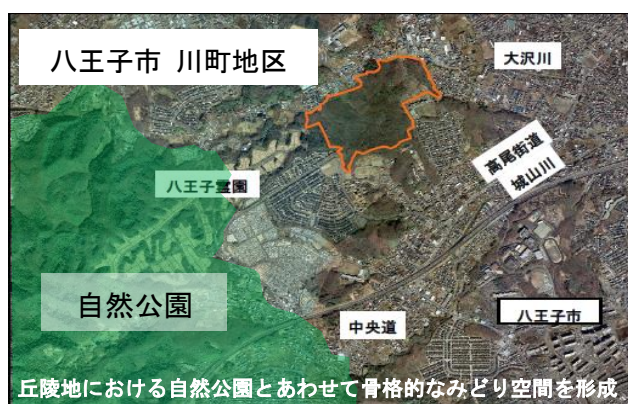 八王子市 川町地区
大沢川
高尾街道
城山川
八王子霊園
自然公園
中央道
八王子市
丘陵地における自然公園とあわせて骨格的なみどり空間を形成